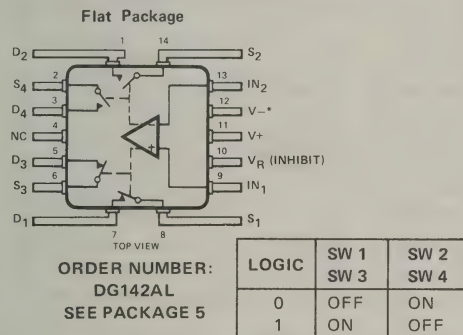 Flat Package
D2 1 14 S2
S4 2 13 IN2
D4 3 12 V−*
NC 4 11 V+
D3 5 10 VR (INHIBIT)
S3 6 9 IN1
D1 7 8 S1
− +
TOP VIEW
ORDER NUMBER:
DG142AL
SEE PACKAGE 5
LOGIC SW 1 SW 2
SW 3 SW 4
0 OFF ON
1 ON OFF